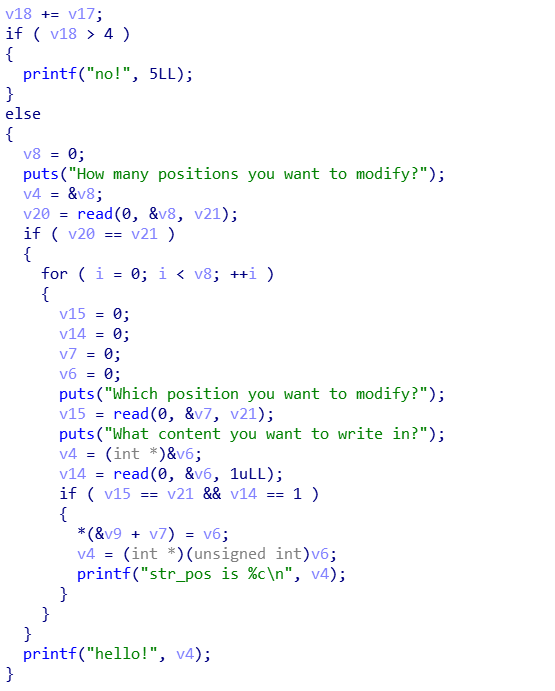 v18 += v17;
if ( v18 > 4 )
{
  printf("no!", 5LL);
}
else
{
  v8 = 0;
  puts("How many positions you want to modify?");
  v4 = &v8;
  v20 = read(0, &v8, v21);
  if ( v20 == v21 )
  {
    for ( i = 0; i < v8; ++i )
    {
      v15 = 0;
      v14 = 0;
      v7 = 0;
      v6 = 0;
      puts("Which position you want to modify?");
      v15 = read(0, &v7, v21);
      puts("What content you want to write in?");
      v4 = (int *)&v6;
      v14 = read(0, &v6, 1uLL);
      if ( v15 == v21 && v14 == 1 )
      {
        *(&v9 + v7) = v6;
        v4 = (int *)(unsigned int)v6;
        printf("str_pos is %c\n", v4);
      }
    }
  }
  printf("hello!", v4);
}